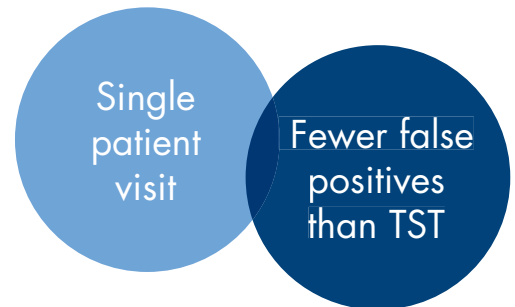 Single
patient
visit
Fewer false
positives
than TST